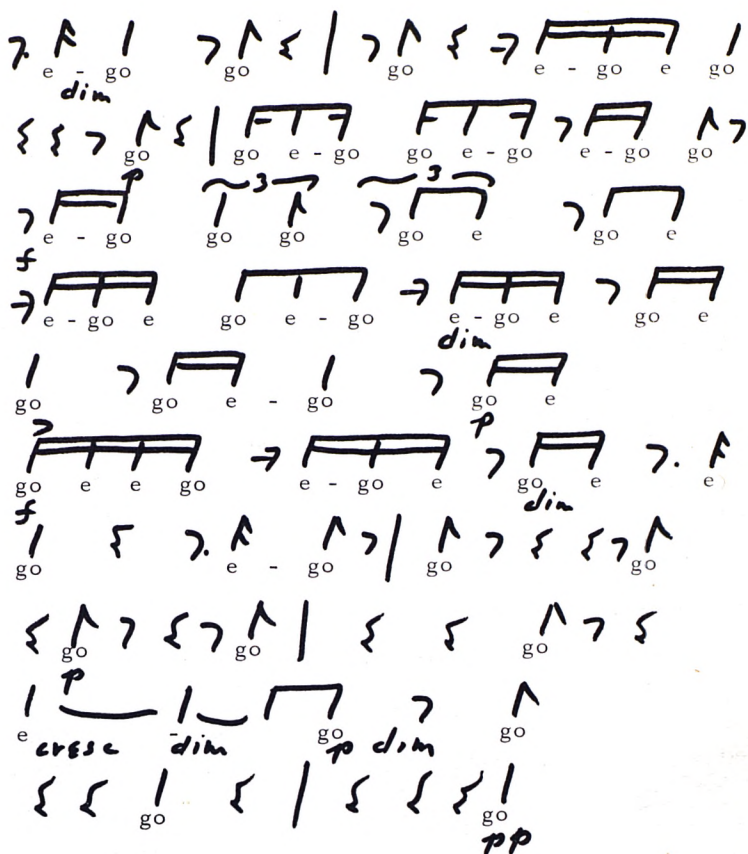 e - go go go e - go e go
dim
go go e - go go e - go e - go go
p 3 3
e - go go go go e go e
f
e - go e go e - go e - go e go e
dim
go go e - go go e
> p
go e e go e - go e go e e
f dim
go e - go go go
go go go
p
e go go
cresc dim p dim
go go
pp